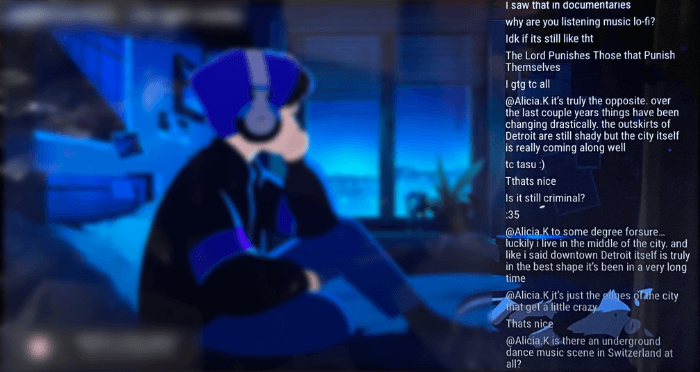 I saw that in documentaries
why are you listening music lo-fi?
Idk if its still like tht
The Lord Punishes Those that Punish
Themselves
I gtg tc all
@Alicia.K it's truly the opposite. over
the last couple years things have been
changing drastically. the outskirts of
Detroit are still shady but the city itself
is really coming along well
tc tasu :)
Tthats nice
Is it still criminal?
:35
@Alicia.K to some degree forsure...
luckily i live in the middle of the city. and
like i said downtown Detroit itself is truly
in the best shape it's been in a very long
time
@Alicia.K it's just the edges of the city
that get a little crazy
Thats nice
@Alicia.K is there an underground
dance music scene in Switzerland at
all?